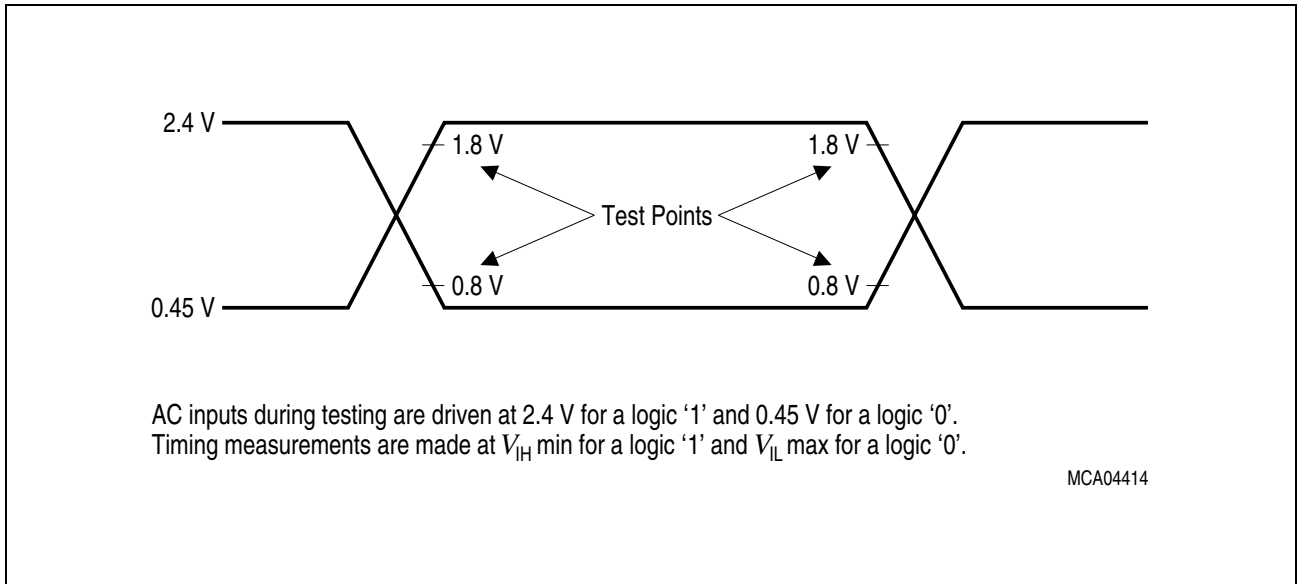 2.4 V
1.8 V 1.8 V
Test Points
0.8 V 0.8 V
0.45 V
AC inputs during testing are driven at 2.4 V for a logic ‘1’ and 0.45 V for a logic ‘0’.
Timing measurements are made at VIH min for a logic ‘1’ and VIL max for a logic ‘0’.
MCA04414